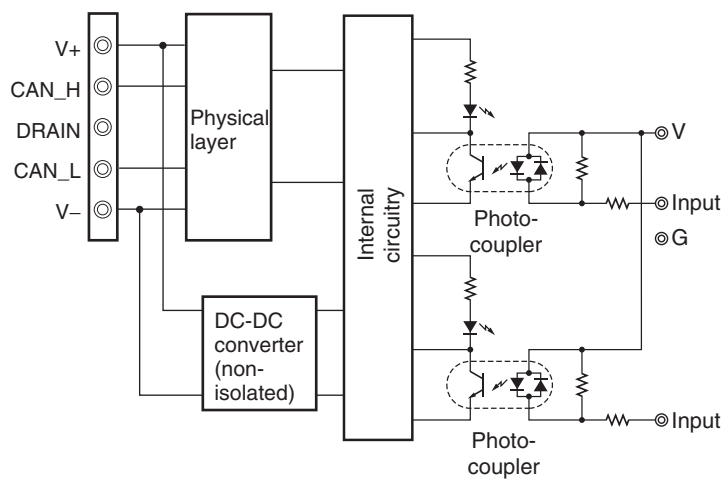 V+
CAN_H
DRAIN
CAN_L
V–
Physical
layer
DC-DC
converter
(non-
isolated)
Internal
circuitry
Photo-
coupler
V
Input
G
Photo-
coupler
Input